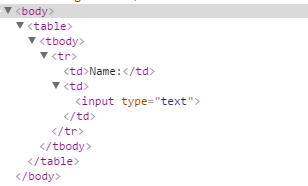 <body>
<table>
<tbody>
<tr>
<td>Name:</td>
<td>
<input type="text">
</td>
</tr>
</tbody>
</table>
</body>